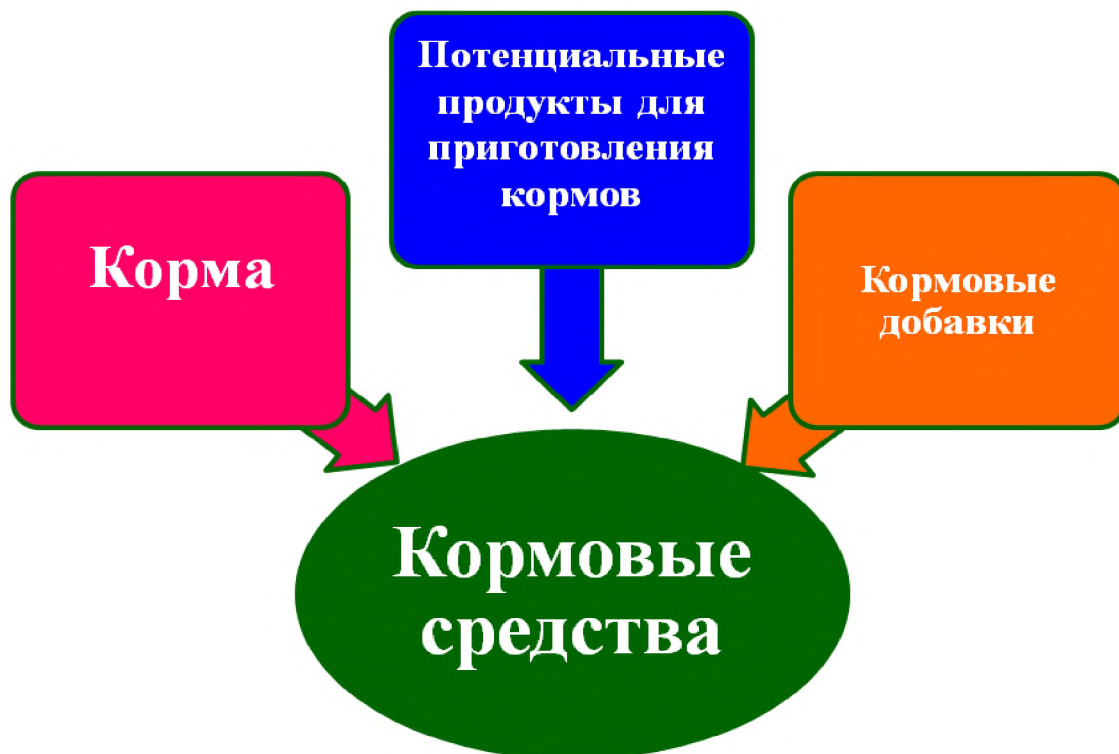 Потенциальные
продукты для
приготовления
кормов
Корма
Кормовые
добавки
Кормовые
средства